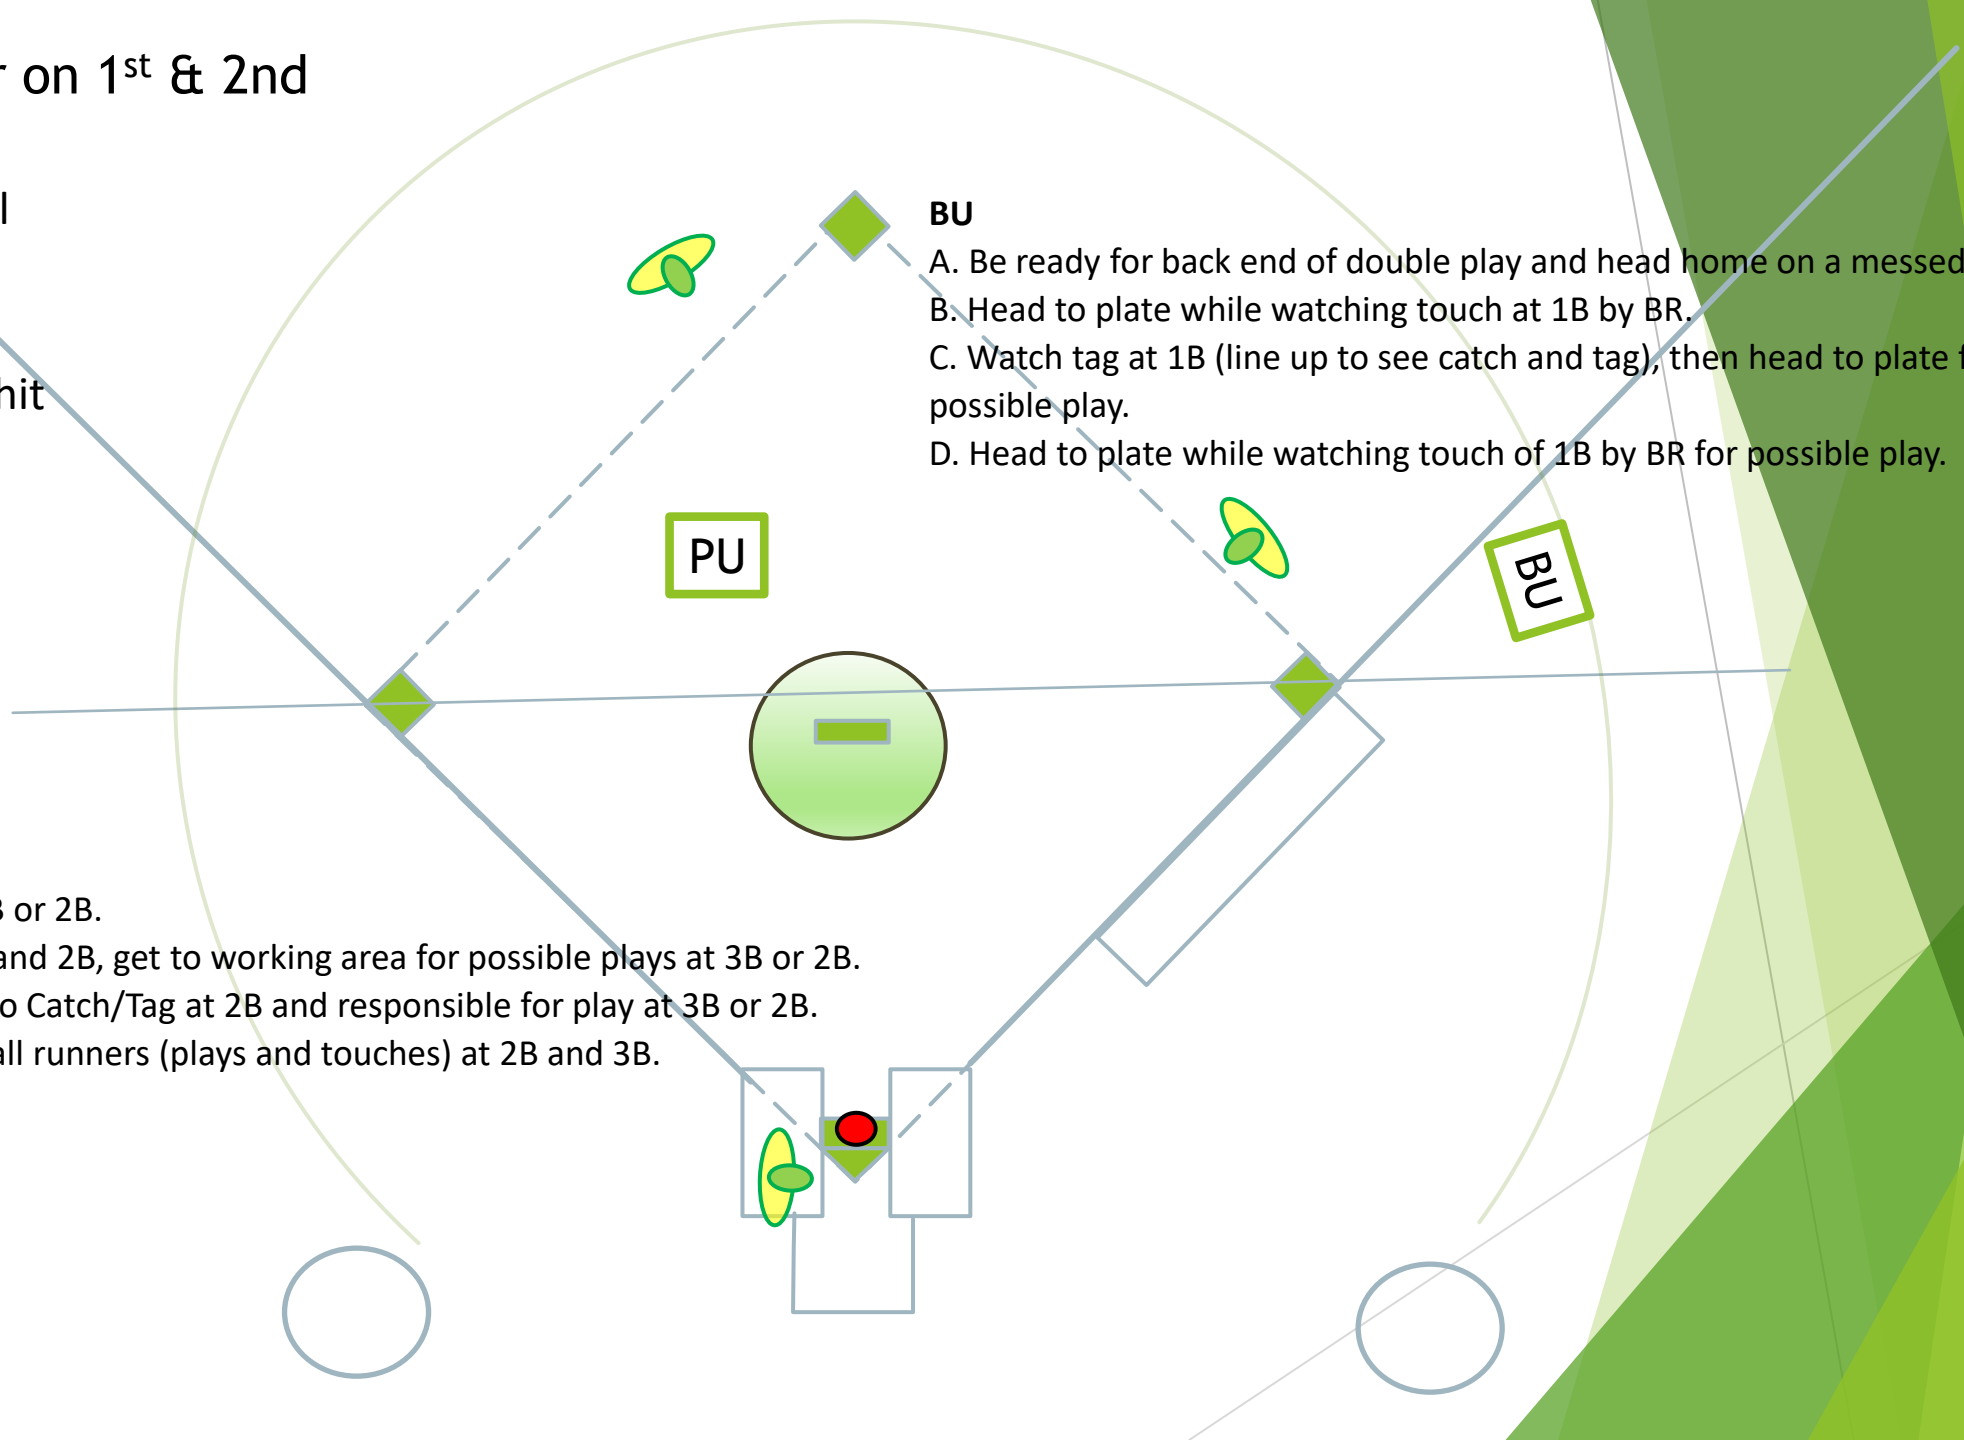 on 1st & 2nd
hit
BU
A. Be ready for back end of double play and head home on a messed
B. Head to plate while watching touch at 1B by BR.
C. Watch tag at 1B (line up to see catch and tag), then head to plate
possible play.
D. Head to plate while watching touch of 1B by BR for possible play.
PU
BU
or 2B.
and 2B, get to working area for possible plays at 3B or 2B.
Catch/Tag at 2B and responsible for play at 3B or 2B.
all runners (plays and touches) at 2B and 3B.